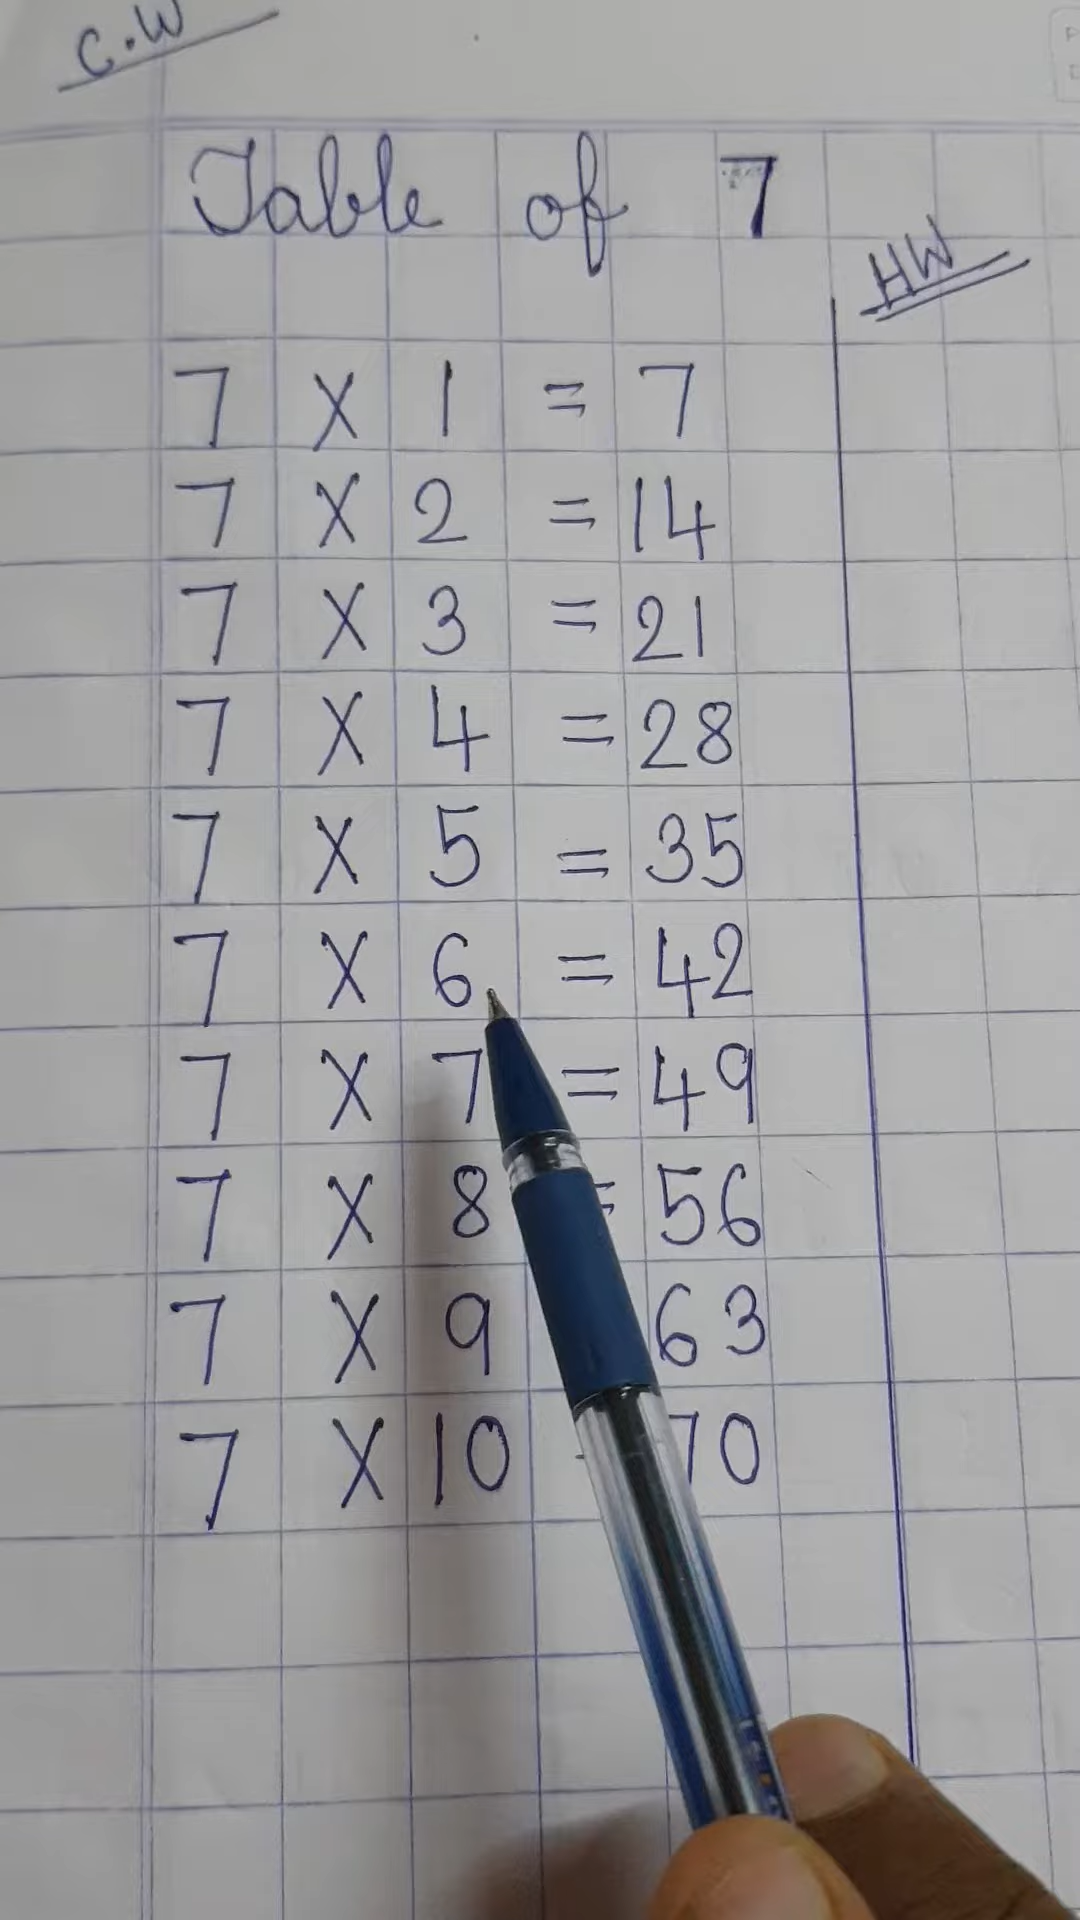 C.W
Table of 7
HW
7 X 1 = 7
7 X 2 = 14
7 X 3 = 21
7 X 4 = 28
7 X 5 = 35
7 X 6 = 42
7 X 7 = 49
7 X 8 = 56
7 X 9 63
7 X 10 70